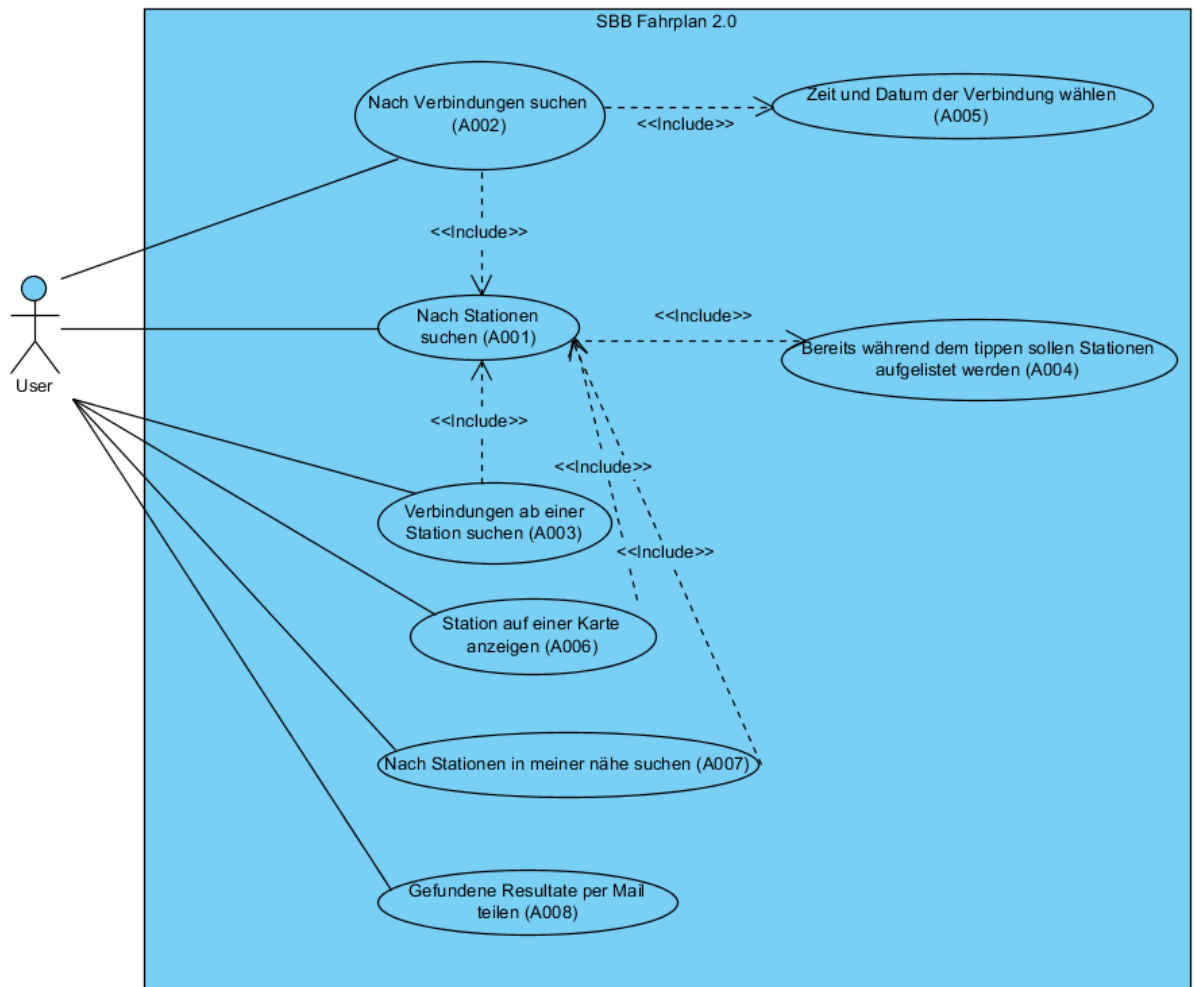 SBB Fahrplan 2.0
Nach Verbindungen suchen
(A002)
<<Include>>
Zeit und Datum der Verbindung wählen
(A005)
<<Include>>
Nach Stationen
suchen (A001)
<<Include>>
Bereits während dem tippen sollen Stationen
aufgelistet werden (A004)
User
<<Include>>
<<Include>>
Verbindungen ab einer
Station suchen (A003)
<<Include>>
Station auf einer Karte
anzeigen (A006)
Nach Stationen in meiner nähe suchen (A007)
Gefundene Resultate per Mail
teilen (A008)